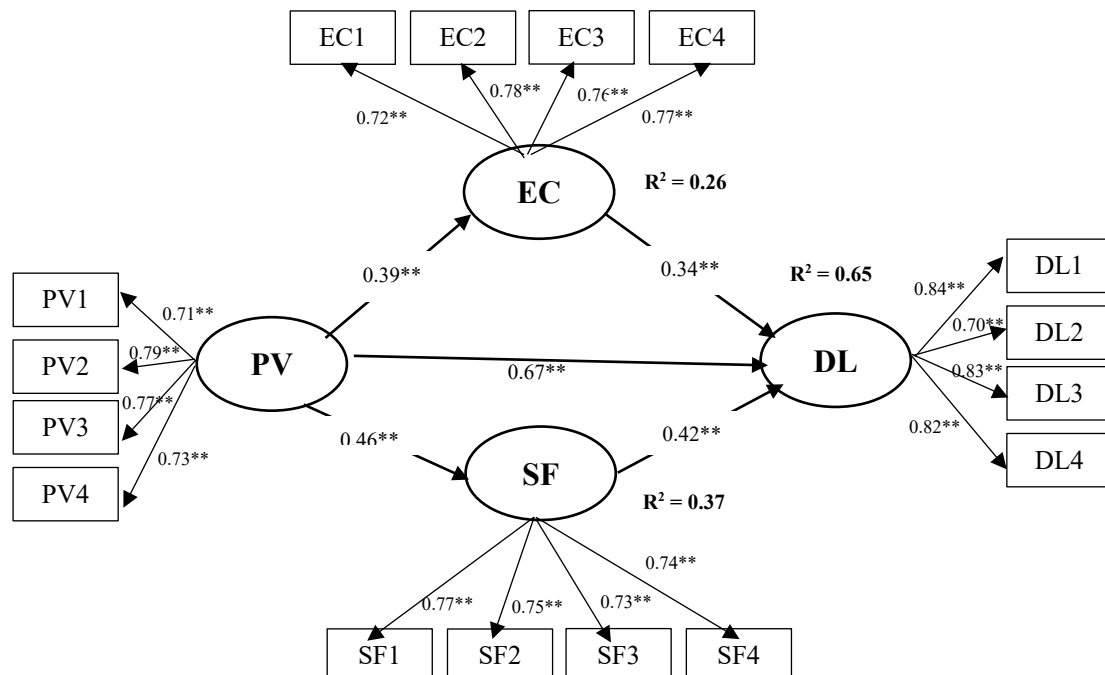 EC1 EC2 EC3 EC4
0.72** 0.78** 0.76** 0.77**
EC
R² = 0.26
0.39** 0.34**
R² = 0.65
PV1
PV2
PV3
PV4
0.71**
0.79**
0.77**
0.73**
PV
0.67**
DL
0.84**
0.70**
0.83**
0.82**
DL1
DL2
DL3
DL4
0.46** 0.42**
SF
R² = 0.37
0.77** 0.75** 0.73** 0.74**
SF1 SF2 SF3 SF4